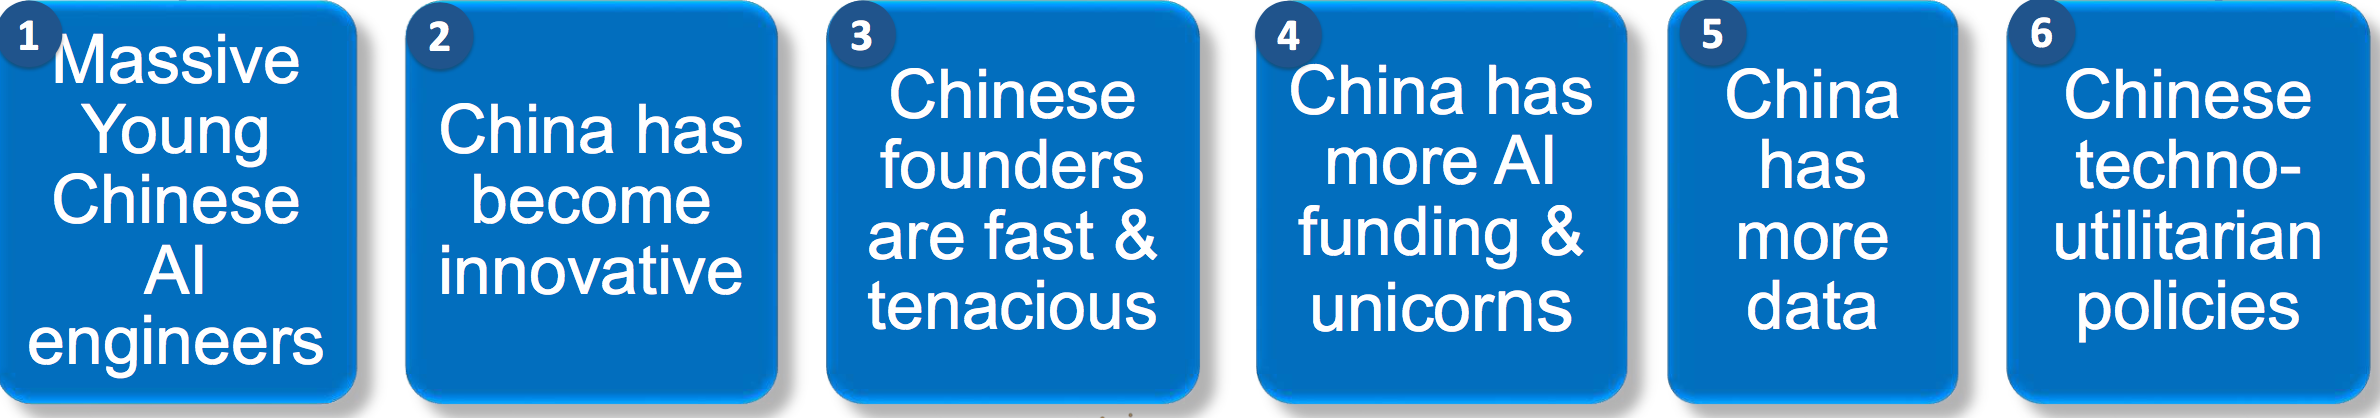 1
Massive
Young
Chinese
AI
engineers
2
China has
become
innovative
3
Chinese
founders
are fast &
tenacious
4
China has
more AI
funding &
unicorns
5
China
has
more
data
6
Chinese
techno-
utilitarian
policies